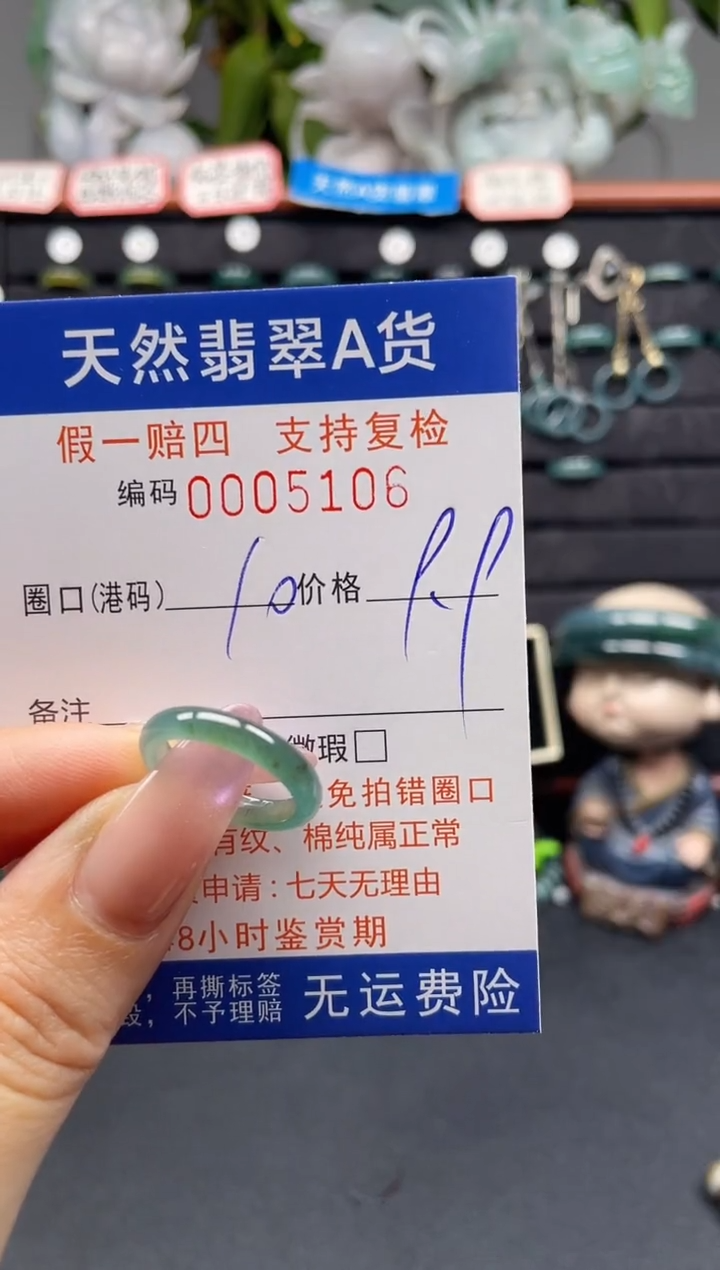 天然翡翠A货
假一赔四 支持复检
编码 0005106
圈口(港码) 10 价格
备注
微瑕□
免拍错圈口
有纹、棉纯属正常
申请:七天无理由
8小时鉴赏期
,再撕标签
毁,不予理赔
无运费险